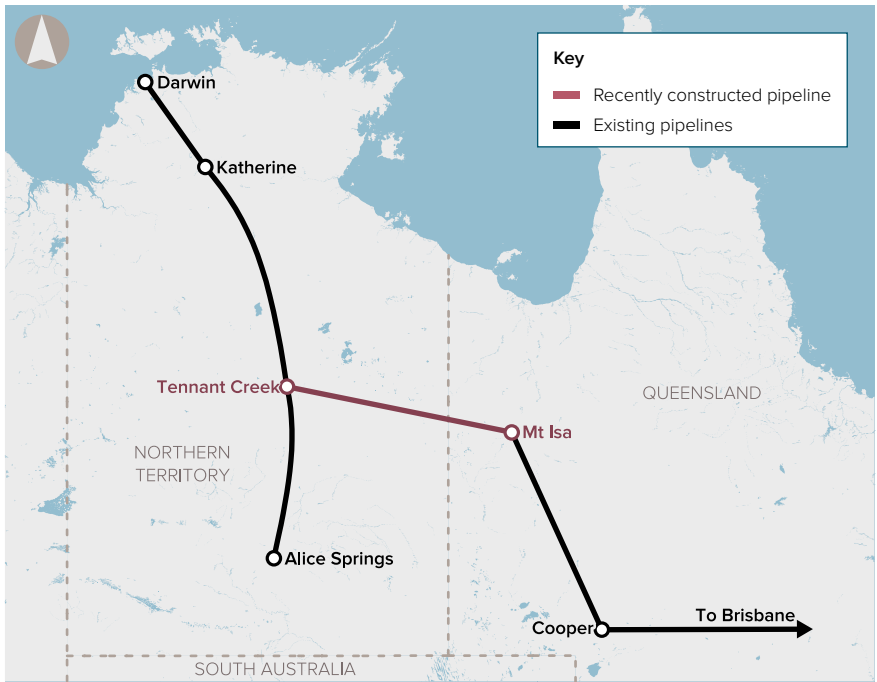 Key
Recently constructed pipeline
Existing pipelines
Darwin
Katherine
Tennant Creek
Mt Isa
QUEENSLAND
NORTHERN
TERRITORY
Alice Springs
To Brisbane
Cooper
SOUTH AUSTRALIA